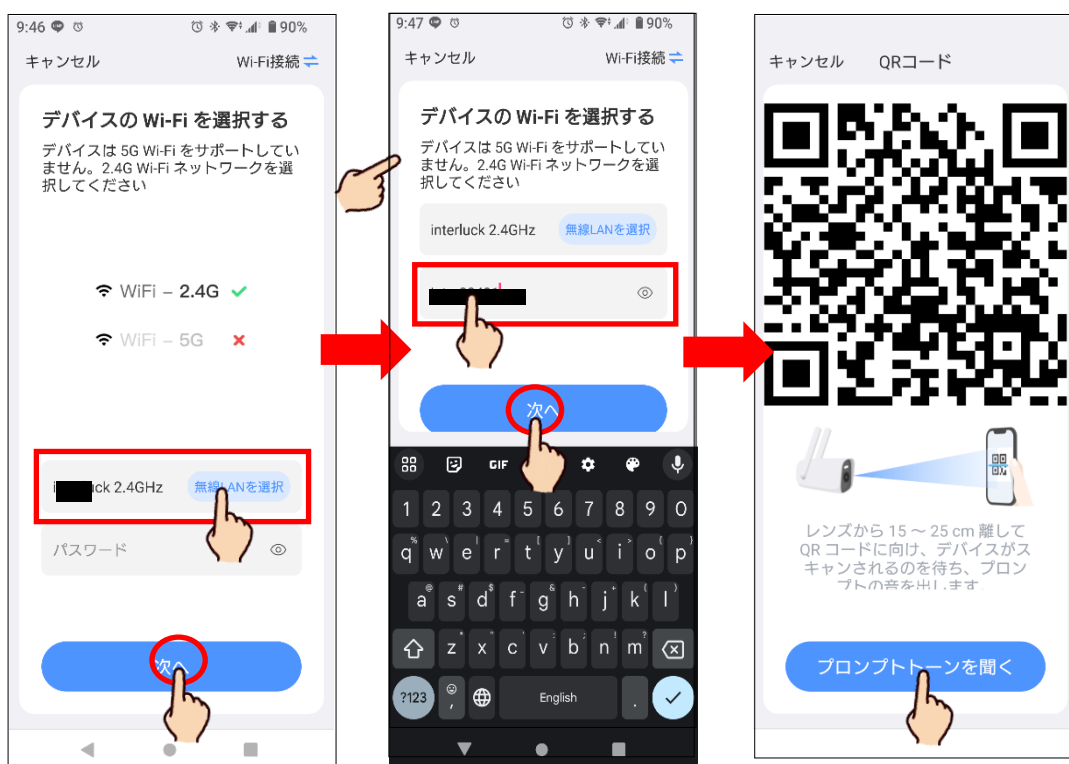 9:46 90%
キャンセル Wi-Fi接続
デバイスの Wi-Fi を選択する
デバイスは 5G Wi-Fi をサポートしてい
ません。2.4G Wi-Fi ネットワークを選
択してください
WiFi – 2.4G
WiFi – 5G
ck 2.4GHz 無線LANを選択
パスワード
次へ
9:47 90%
キャンセル Wi-Fi接続
デバイスの Wi-Fi を選択する
デバイスは 5G Wi-Fi をサポートしてい
ません。2.4G Wi-Fi ネットワークを選
択してください
interluck 2.4GHz 無線LANを選択
次へ
GIF
1 2 3 4 5 6 7 8 9 0
q w e r t y u i o p
a s d f g h j k l
z x c v b n m
?123 , English .
キャンセル QRコード
レンズから 15 ～ 25 cm 離して
QR コードに向け、デバイスがス
キャンされるのを待ち、プロン
プトの音を出します。
プロンプトトーンを聞く